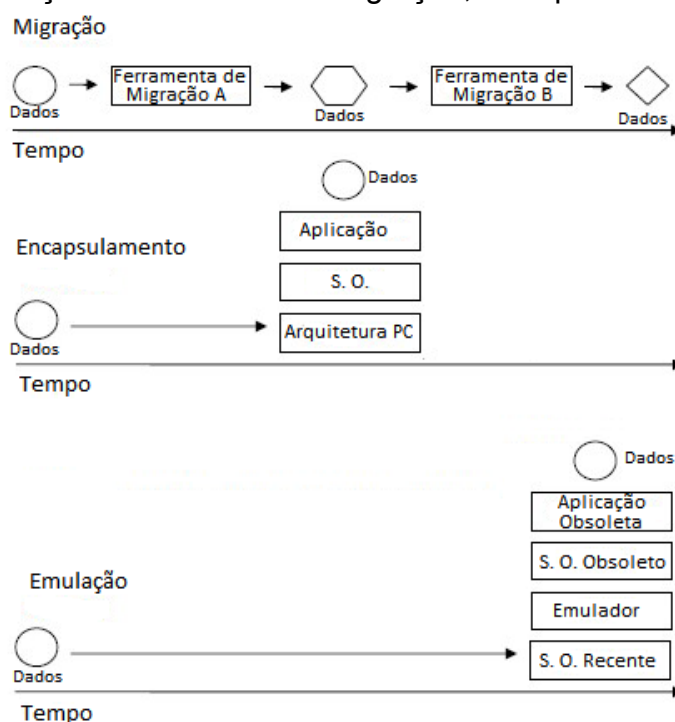 Migração
Ferramenta de
Migração A
Ferramenta de
Migração B
Dados
Dados
Dados
Tempo
Dados
Aplicação
Encapsulamento
S. O.
Arquitetura PC
Dados
Tempo
Dados
Aplicação
Obsoleta
S. O. Obsoleto
Emulação
Emulador
S. O. Recente
Dados
Tempo